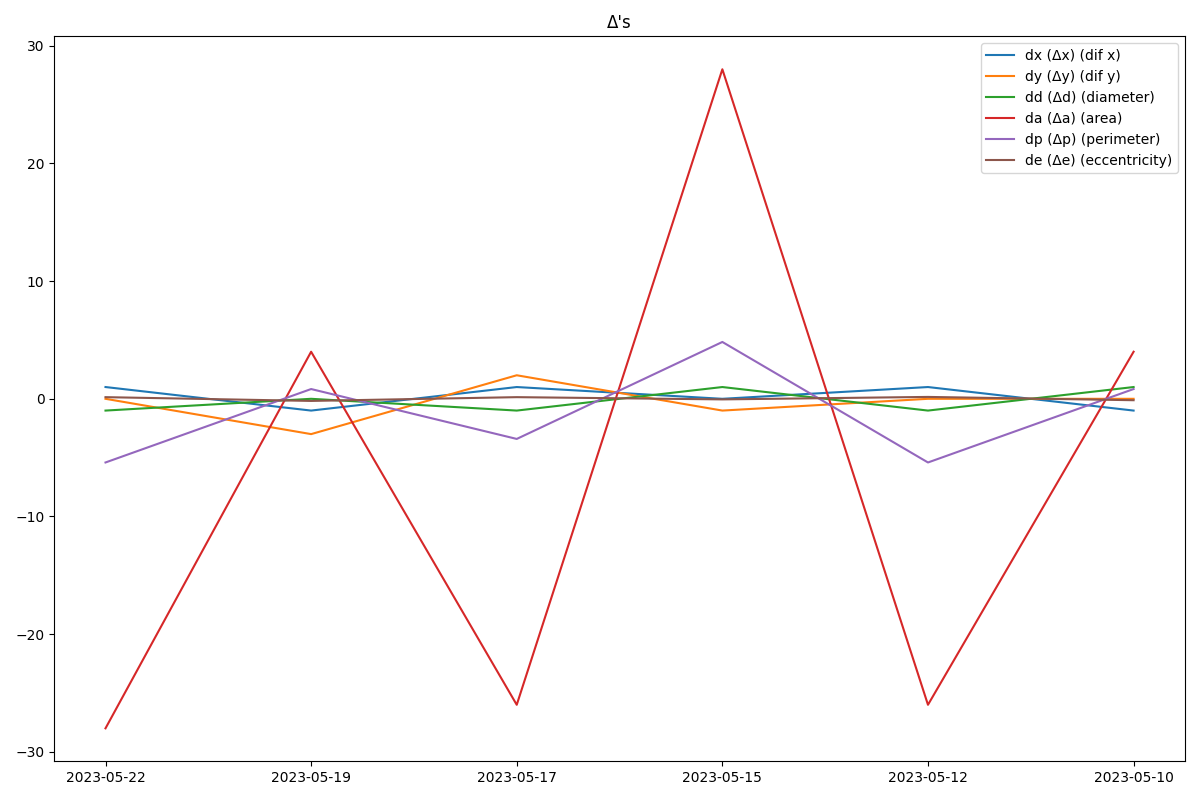 Δ's
dx (Δx) (dif x)
dy (Δy) (dif y)
dd (Δd) (diameter)
da (Δa) (area)
dp (Δp) (perimeter)
de (Δe) (eccentricity)
30
20
10
0
−10
−20
−30
2023-05-22 2023-05-19 2023-05-17 2023-05-15 2023-05-12 2023-05-10